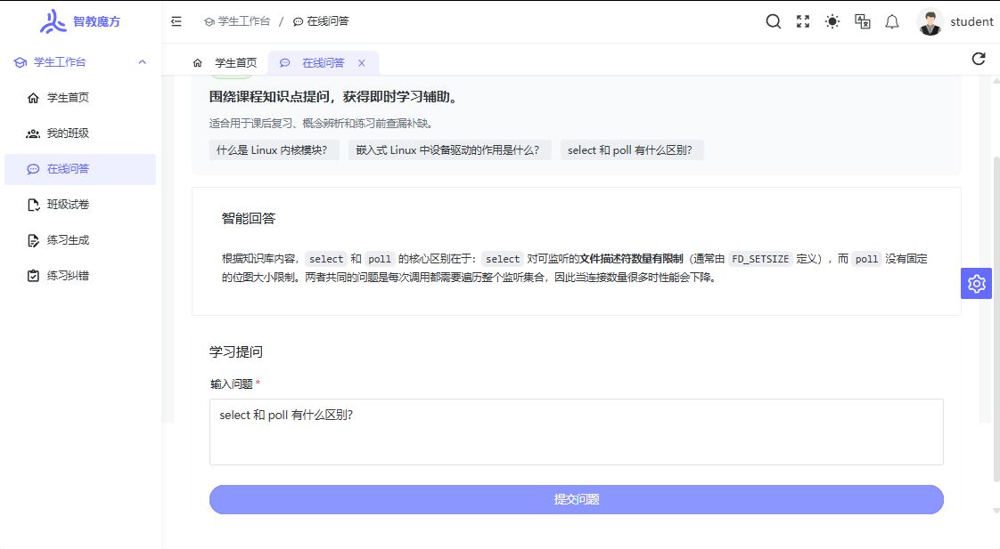 智教魔方
学生工作台 / 在线问答
student
学生工作台
学生首页
我的班级
在线问答
班级试卷
练习生成
练习纠错
学生首页
在线问答 x
围绕课程知识点提问，获得即时学习辅助。
适合用于课后复习、概念辨析和练习前查漏补缺。
什么是 Linux 内核模块? 嵌入式 Linux 中设备驱动的作用是什么? select 和 poll 有什么区别?
智能回答
根据知识库内容， select 和 poll 的核心区别在于: select 对可监听的文件描述符数量有限制（通常由 FD_SETSIZE 定义），而 poll 没有固定
的位图大小限制。两者共同的问题是每次调用都需要遍历整个监听集合，因此当连接数量很多时性能会下降。
学习提问
输入问题 *
select 和 poll 有什么区别?
提交问题